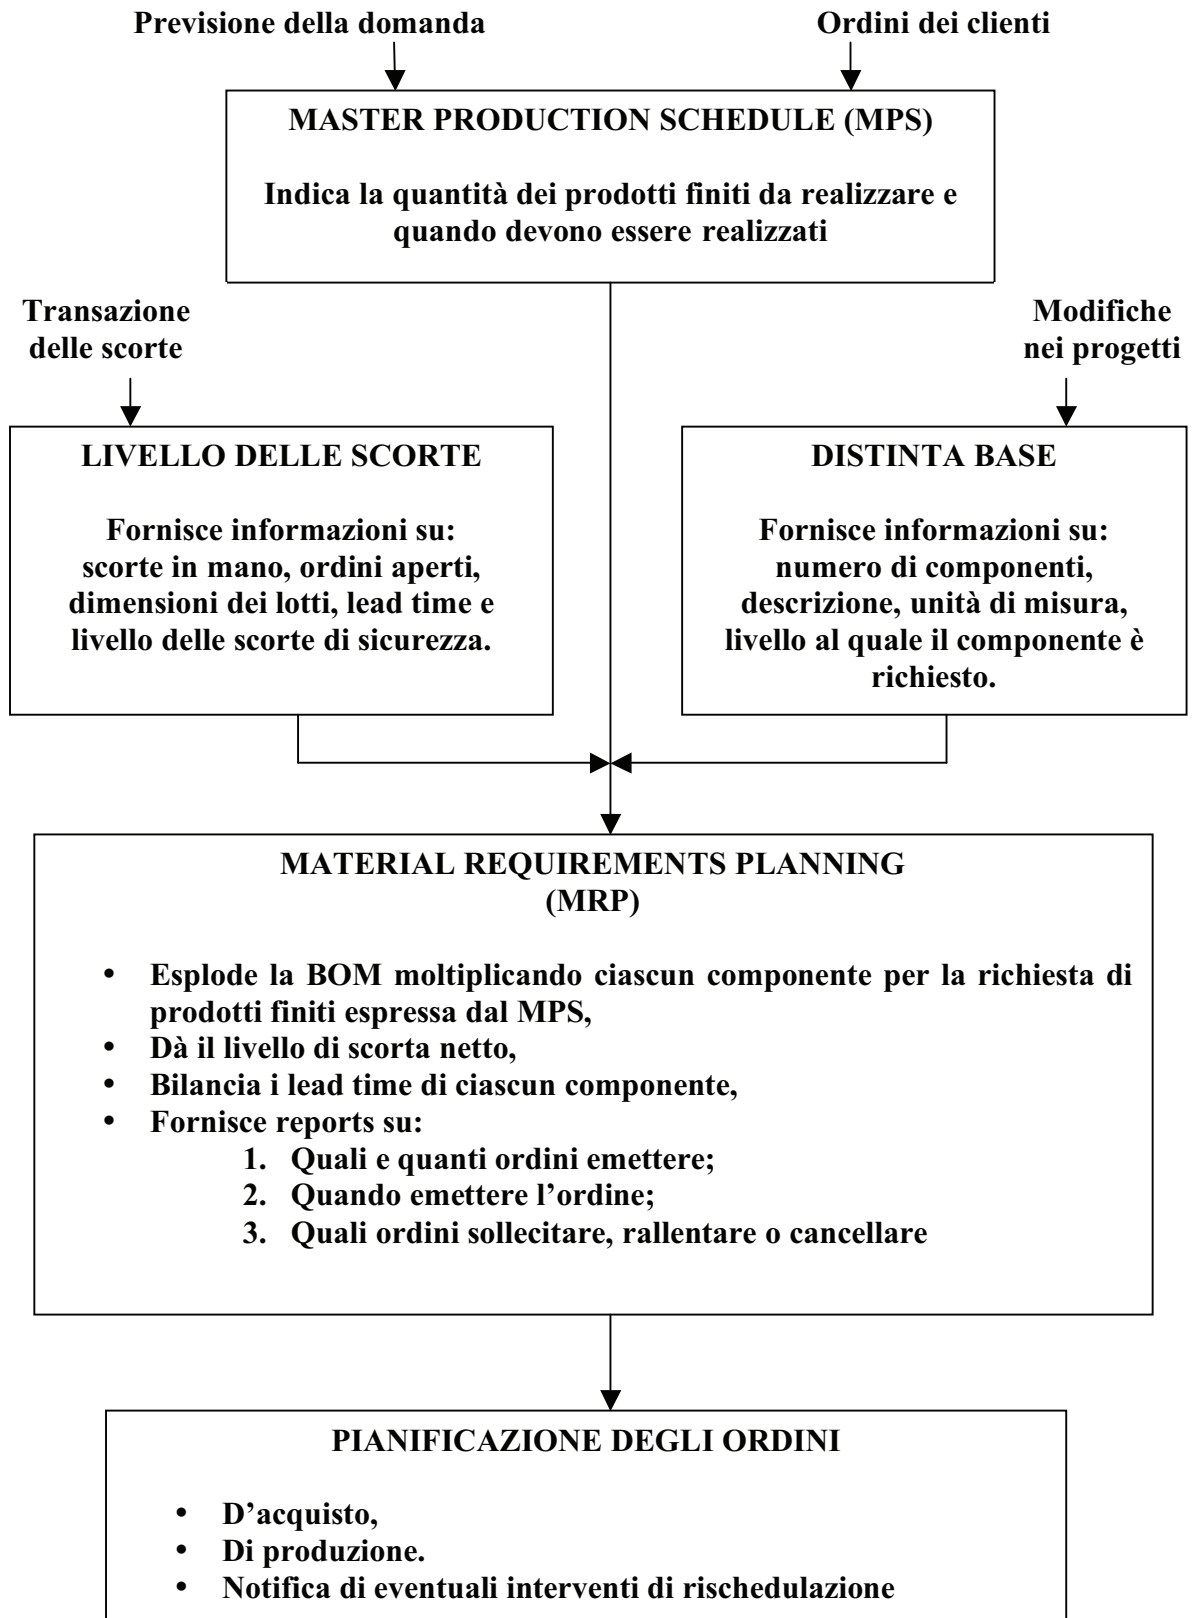 Previsione della domanda
Ordini dei clienti
MASTER PRODUCTION SCHEDULE (MPS)
Indica la quantità dei prodotti finiti da realizzare e
quando devono essere realizzati
Transazione
delle scorte
Modifiche
nei progetti
LIVELLO DELLE SCORTE
Fornisce informazioni su:
scorte in mano, ordini aperti,
dimensioni dei lotti, lead time e
livello delle scorte di sicurezza.
DISTINTA BASE
Fornisce informazioni su:
numero di componenti,
descrizione, unità di misura,
livello al quale il componente è
richiesto.
MATERIAL REQUIREMENTS PLANNING
(MRP)
• Esplode la BOM moltiplicando ciascun componente per la richiesta di
prodotti finiti espressa dal MPS,
• Dà il livello di scorta netto,
• Bilancia i lead time di ciascun componente,
• Fornisce reports su:
1. Quali e quanti ordini emettere;
2. Quando emettere l’ordine;
3. Quali ordini sollecitare, rallentare o cancellare
PIANIFICAZIONE DEGLI ORDINI
• D’acquisto,
• Di produzione.
• Notifica di eventuali interventi di rischedulazione